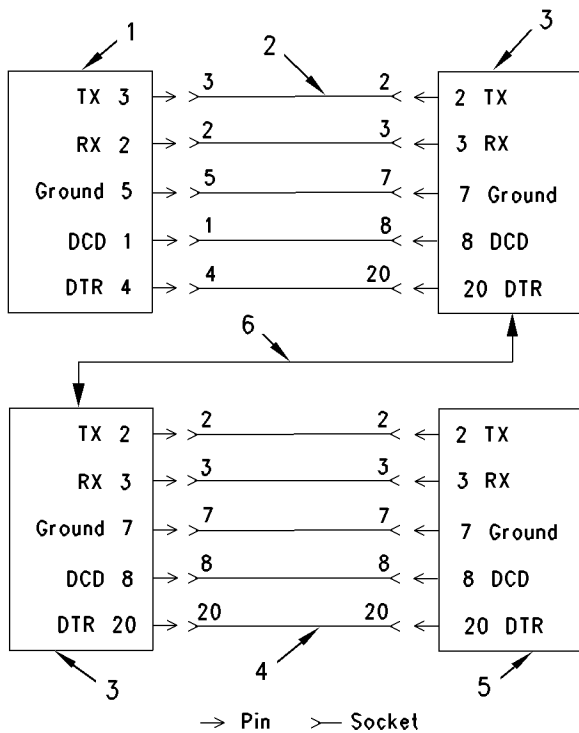 1 2 3
TX 3 3 2 2 TX
RX 2 2 3 3 RX
Ground 5 5 7 7 Ground
DCD 1 1 8 8 DCD
DTR 4 4 20 20 DTR
6
TX 2 2 2 2 TX
RX 3 3 3 3 RX
Ground 7 7 7 7 Ground
DCD 8 8 8 8 DCD
DTR 20 20 20 20 DTR
3 4 5
Pin Socket